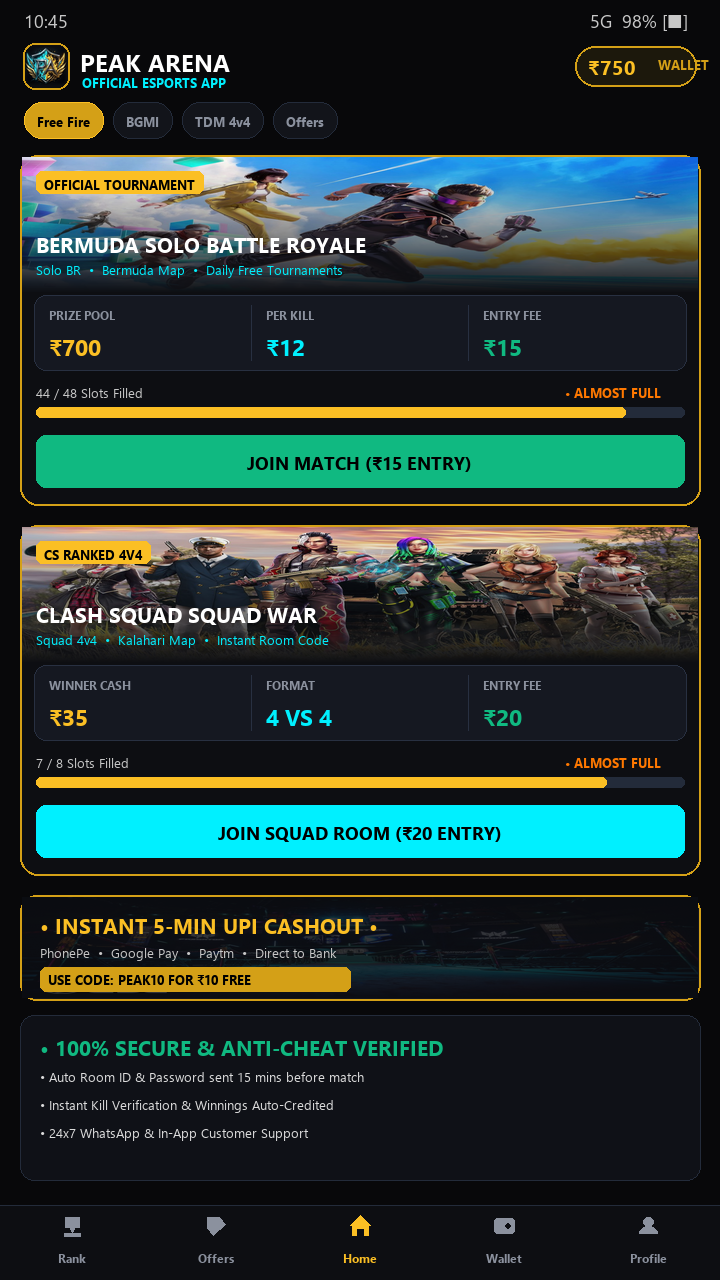 10:45 5G 98% [■]
PEAK ARENA
OFFICIAL ESPORTS APP
₹750 WALLET
Free Fire BGMI TDM 4v4 Offers
OFFICIAL TOURNAMENT
BERMUDA SOLO BATTLE ROYALE
Solo BR • Bermuda Map • Daily Free Tournaments
PRIZE POOL PER KILL ENTRY FEE
₹700 ₹12 ₹15
44 / 48 Slots Filled • ALMOST FULL
JOIN MATCH (₹15 ENTRY)
CS RANKED 4V4
CLASH SQUAD SQUAD WAR
Squad 4v4 • Kalahari Map • Instant Room Code
WINNER CASH FORMAT ENTRY FEE
₹35 4 VS 4 ₹20
7 / 8 Slots Filled • ALMOST FULL
JOIN SQUAD ROOM (₹20 ENTRY)
• INSTANT 5-MIN UPI CASHOUT •
PhonePe • Google Pay • Paytm • Direct to Bank
USE CODE: PEAK10 FOR ₹10 FREE
• 100% SECURE & ANTI-CHEAT VERIFIED
• Auto Room ID & Password sent 15 mins before match
• Instant Kill Verification & Winnings Auto-Credited
• 24x7 WhatsApp & In-App Customer Support
Rank Offers Home Wallet Profile